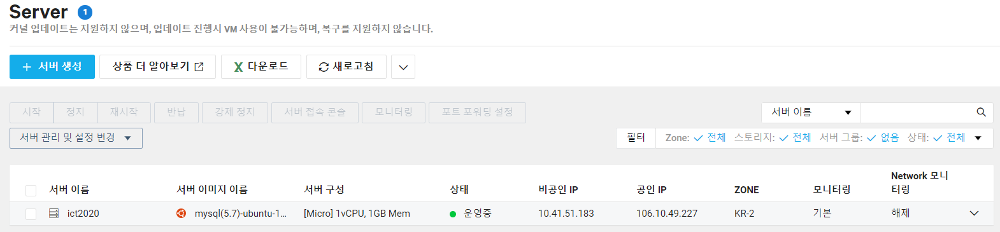 Server 1
커널 업데이트는 지원하지 않으며, 업데이트 진행시 VM 사용이 불가능하며, 복구를 지원하지 않습니다.
+ 서버 생성 상품 더 알아보기 다운로드 새로고침
시작 정지 재시작 반납 강제 정지 서버 접속 콘솔 모니터링 포트 포워딩 설정 서버 이름
서버 관리 및 설정 변경 필터 Zone: 전체 스토리지: 전체 서버 그룹: 없음 상태: 전체
서버 이름 서버 이미지 이름 서버 구성 상태 비공인 IP 공인 IP ZONE 모니터링 Network 모니
터링
ict2020 mysql(5.7)-ubuntu-1... [Micro] 1vCPU, 1GB Mem 운영중 10.41.51.183 106.10.49.227 KR-2 기본 해제